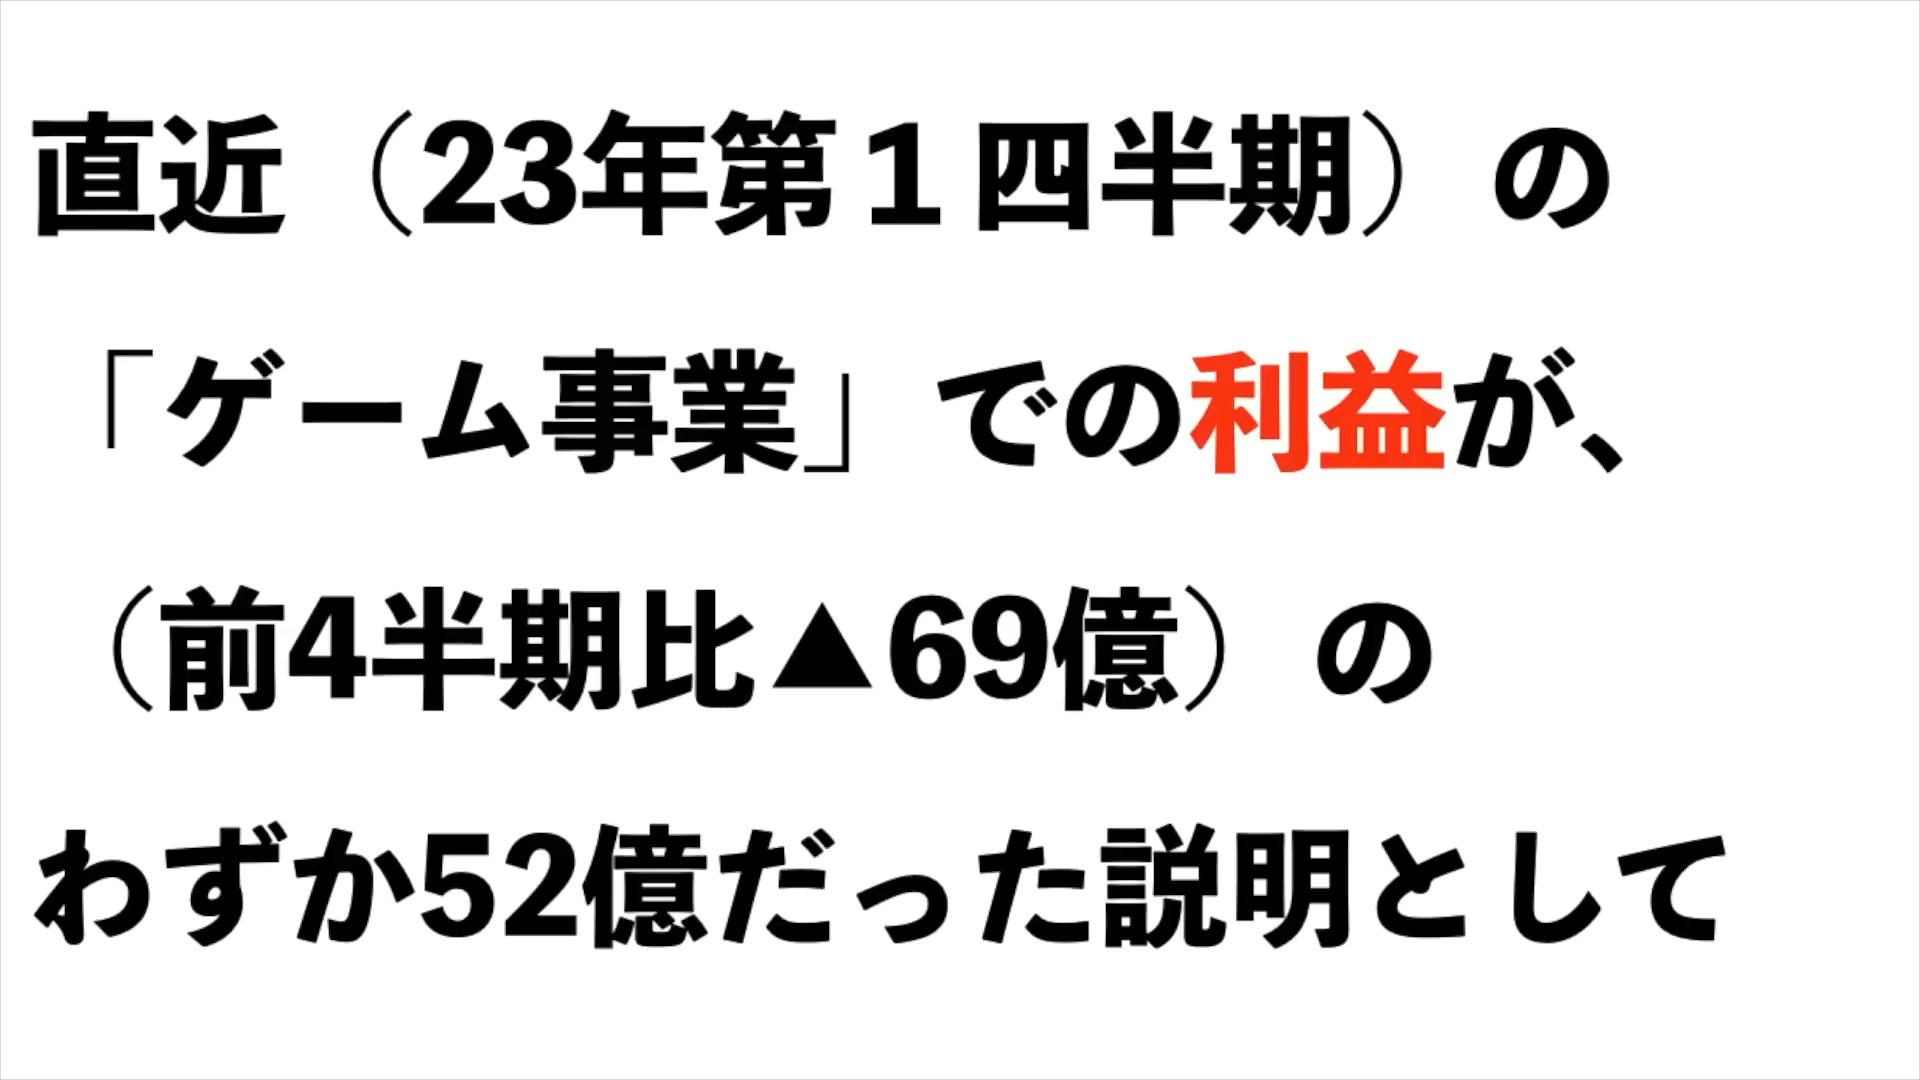 直近（23年第１四半期）の
「ゲーム事業」での利益が、
（前4半期比▲69億）の
わずか52億だった説明として